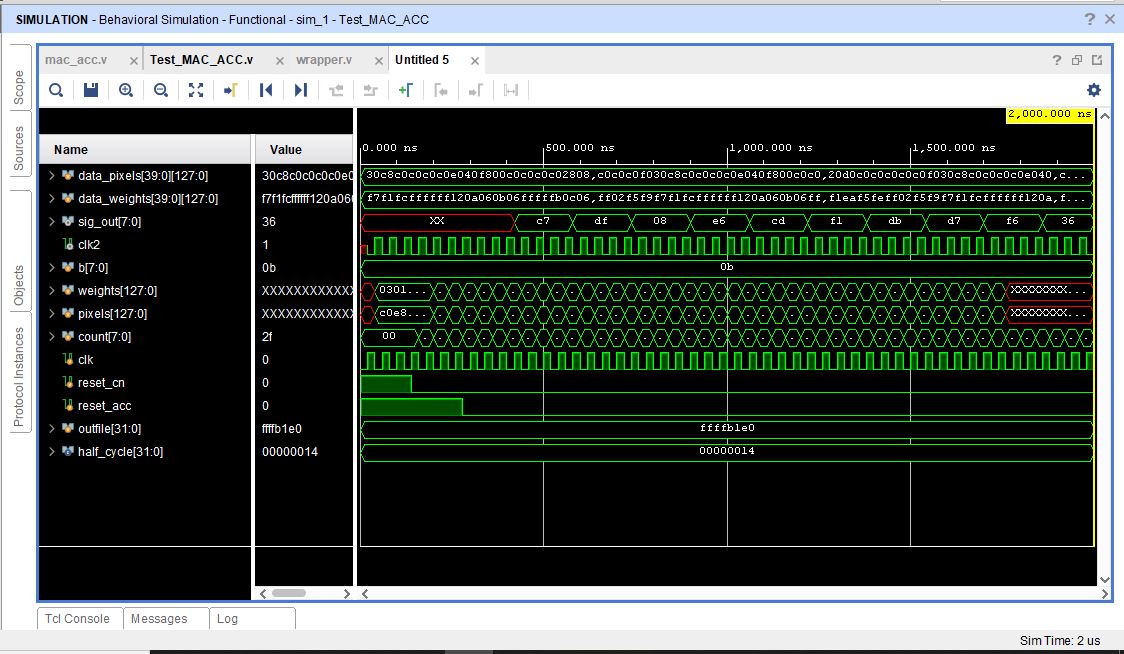 SIMULATION - Behavioral Simulation - Functional - sim_1 - Test_MAC_ACC
? ×
mac_acc.v × Test_MAC_ACC.v × wrapper.v × Untitled 5 ×
?
Scope
Sources
Objects
Protocol Instances
2,000.000 ns
Name Value
0.000 ns 500.000 ns 1,000.000 ns 1,500.000 ns
data_pixels[39:0][127:0] 30c8c0c0c0c0e0 30c8c0c0c0c0e040f800c0c0c02808,c0c0c0f030c8c0c0c0c0e040f800c0c0,20d0c0c0c0c0f030c8c0c0c0c0e040,c...
data_weights[39:0][127:0] f7f1fcffffff120a060 f7f1fcffffff120a060b06fffffb0c06,ff02f5f9f7f1fcffffff120a060b06ff,f1eaf5feff02f5f9f7f1fcffffff120a,f...
sig_out[7:0] 36 XX c7 df 08 e6 cd f1 db d7 f6 36
clk2 1
b[7:0] 0b 0b
weights[127:0] XXXXXXXXXXXX 0301... XXXXXXXX...
pixels[127:0] XXXXXXXXXXXX c0e8... XXXXXXXX...
count[7:0] 2f 00
clk 0
reset_cn 0
reset_acc 0
outfile[31:0] ffffb1e0 ffffb1e0
half_cycle[31:0] 00000014 00000014
Tcl Console Messages Log
Sim Time: 2 us